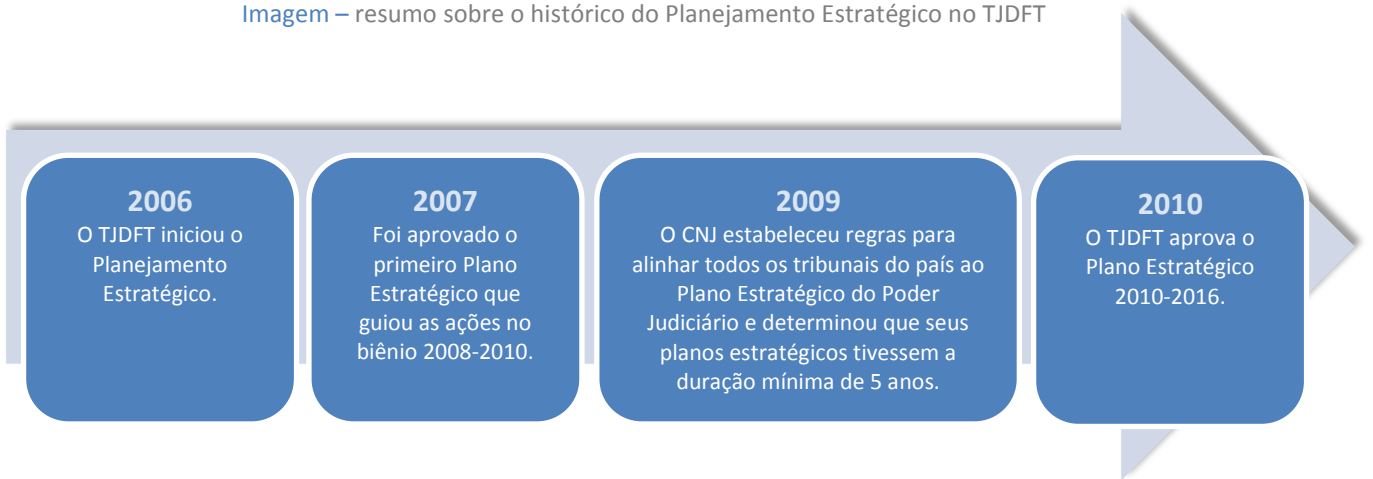 Imagem – resumo sobre o histórico do Planejamento Estratégico no TJDFT
2006
O TJDFT iniciou o
Planejamento
Estratégico.
2007
Foi aprovado o
primeiro Plano
Estratégico que
guiou as ações no
biênio 2008-2010.
2009
O CNJ estabeleceu regras para
alinhar todos os tribunais do país ao
Plano Estratégico do Poder
Judiciário e determinou que seus
planos estratégicos tivessem a
duração mínima de 5 anos.
2010
O TJDFT aprova o
Plano Estratégico
2010-2016.